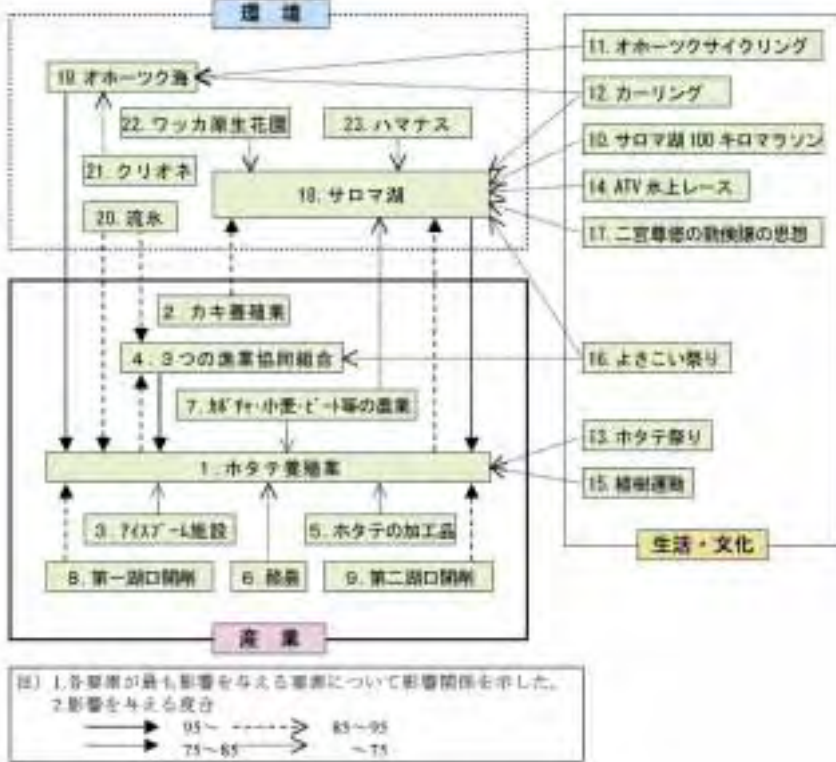 環 境
19.オホーツク海
22.ワッカ原生花園
23.ハマナス
21.クリオネ
18.サロマ湖
20.流氷
11.オホーツクサイクリング
12.カーリング
10.サロマ湖100キロマラソン
14.ATV氷上レース
17.二宮尊徳の勤倹譲の思想
2.カキ養殖業
4.3つの漁業協同組合
16.よさこい祭り
7.カボチャ・小麦・ビート等の農業
13.ホタテ祭り
1.ホタテ養殖業
15.植樹運動
3.アイスブーム施設
5.ホタテの加工品
生活・文化
8.第一湖口開削
6.酪農
9.第二湖口開削
産 業
注)1.各要素が最も影響を与える要素について影響関係を示した。
2.影響を与える度合
95～ 85～95
75～85 ～75